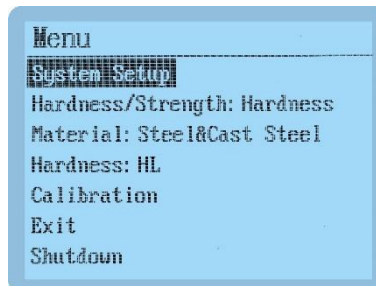 Menu
System Setup
Hardness/Strength: Hardness
Material: Steel&Cast Steel
Hardness: HL
Calibration
Exit
Shutdown